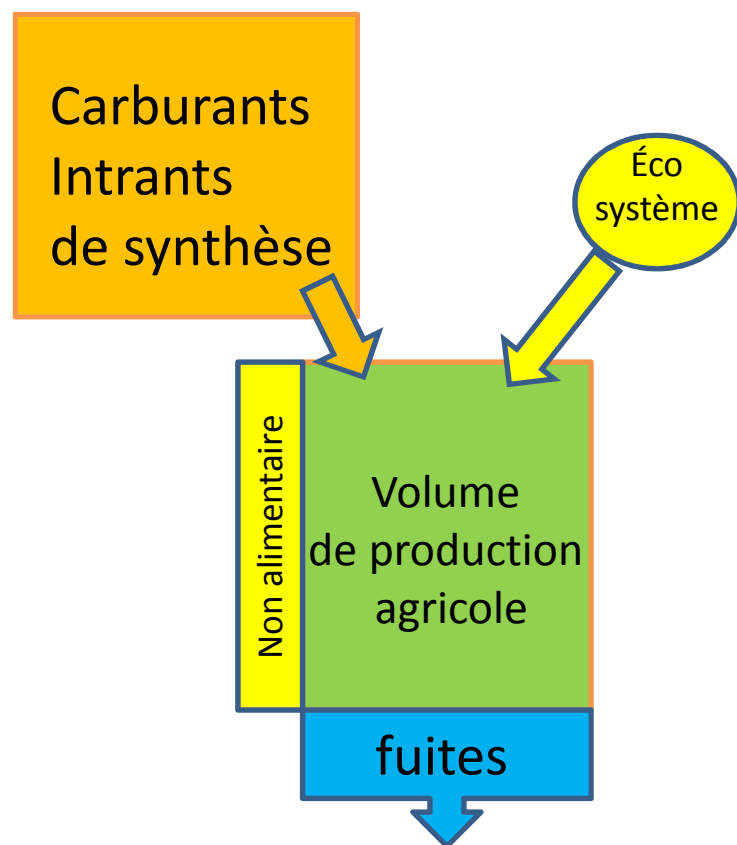 Carburants
Intrants
de synthèse
Éco
système
Non alimentaire
Volume
de production
agricole
fuites